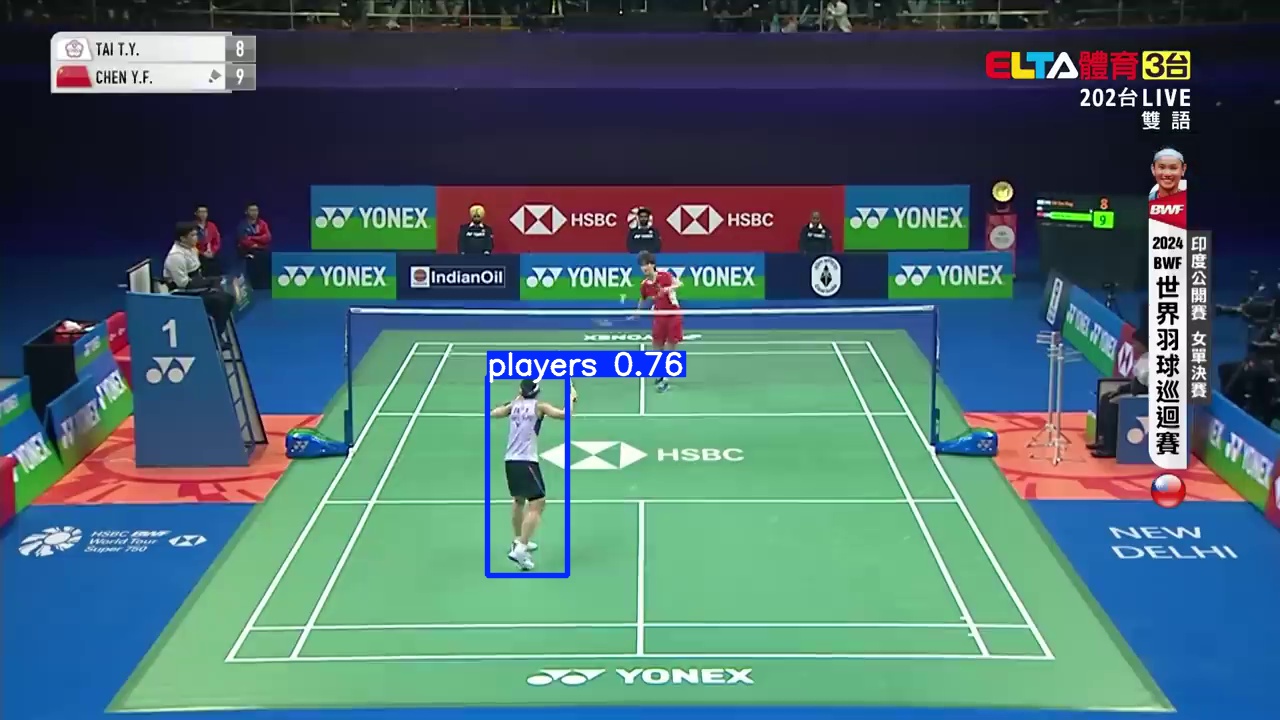 TAI T.Y. 8
CHEN Y.F. 9
ELTA體育3台
202台LIVE
雙語
BWF
2024
BWF
世界羽球巡迴賽
印度公開賽 女單決賽
8
9
YONEX
HSBC
HSBC
YONEX
YONEX
IndianOil
YONEX
YONEX
YONEX
1
YONEX
players 0.76
HSBC
HSBC BWF
World Tour
Super 750
NEW
DELHI
YONEX